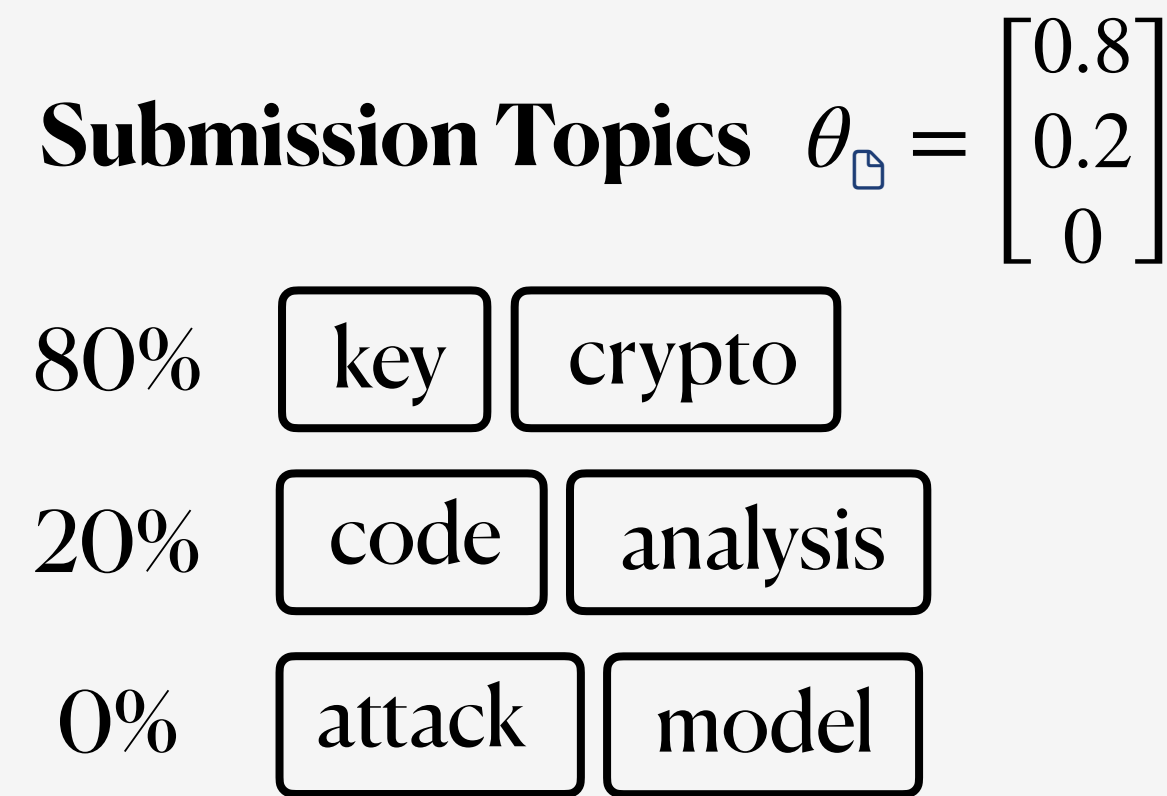 Submission Topics θ = [0.8 0.2 0]
80% key crypto
20% code analysis
0% attack model